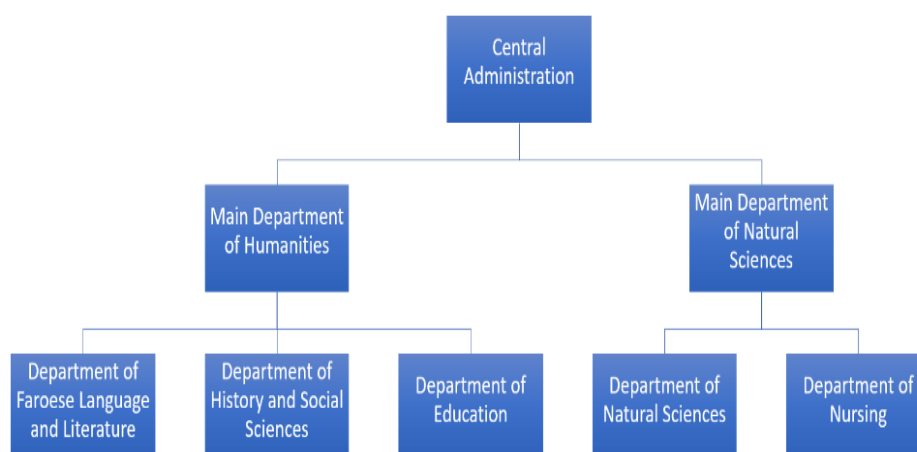 Central
Administration
Main Department
of Humanities
Main Department
of Natural
Sciences
Department of
Faroese Language
and Literature
Department of
History and Social
Sciences
Department of
Education
Department of
Natural Sciences
Department of
Nursing